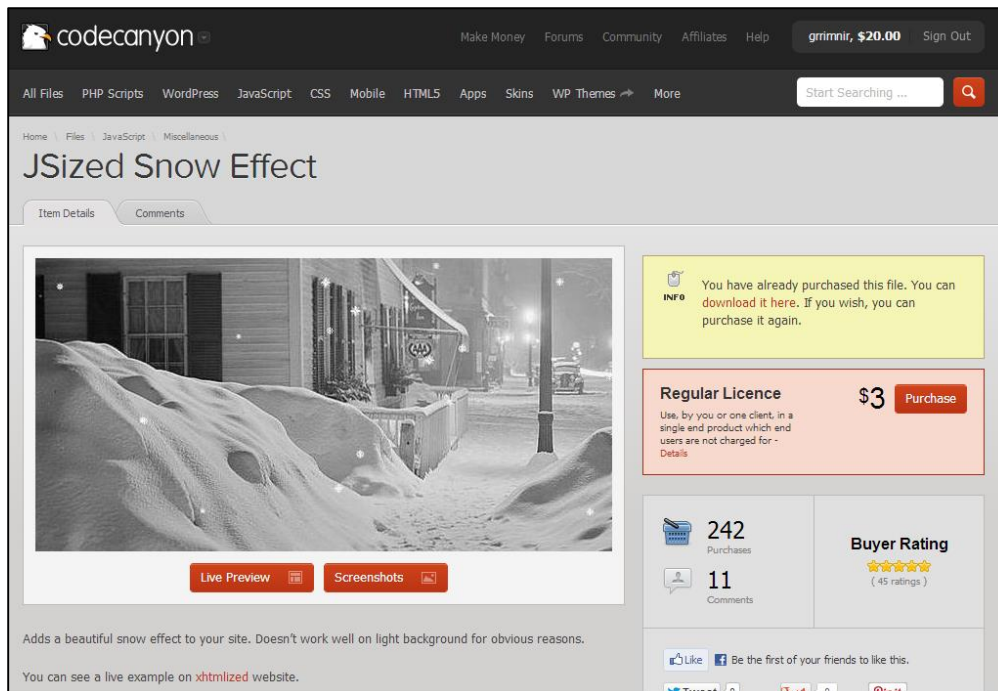 codecanyon
Make Money Forums Community Affiliates Help grrimnir, $20.00 Sign Out
All Files PHP Scripts WordPress JavaScript CSS Mobile HTML5 Apps Skins WP Themes More Start Searching ...
Home \ Files \ JavaScript \ Miscellaneous \
JSized Snow Effect
Item Details Comments
AAA
Live Preview Screenshots
Adds a beautiful snow effect to your site. Doesn't work well on light background for obvious reasons.
You can see a live example on xhtmlized website.
INFO
You have already purchased this file. You can
download it here. If you wish, you can
purchase it again.
Regular Licence $3 Purchase
Use, by you or one client, in a
single end product which end
users are not charged for -
Details
242
Purchases
11
Comments
Buyer Rating
( 45 ratings )
Like Be the first of your friends to like this.
Tweet 0